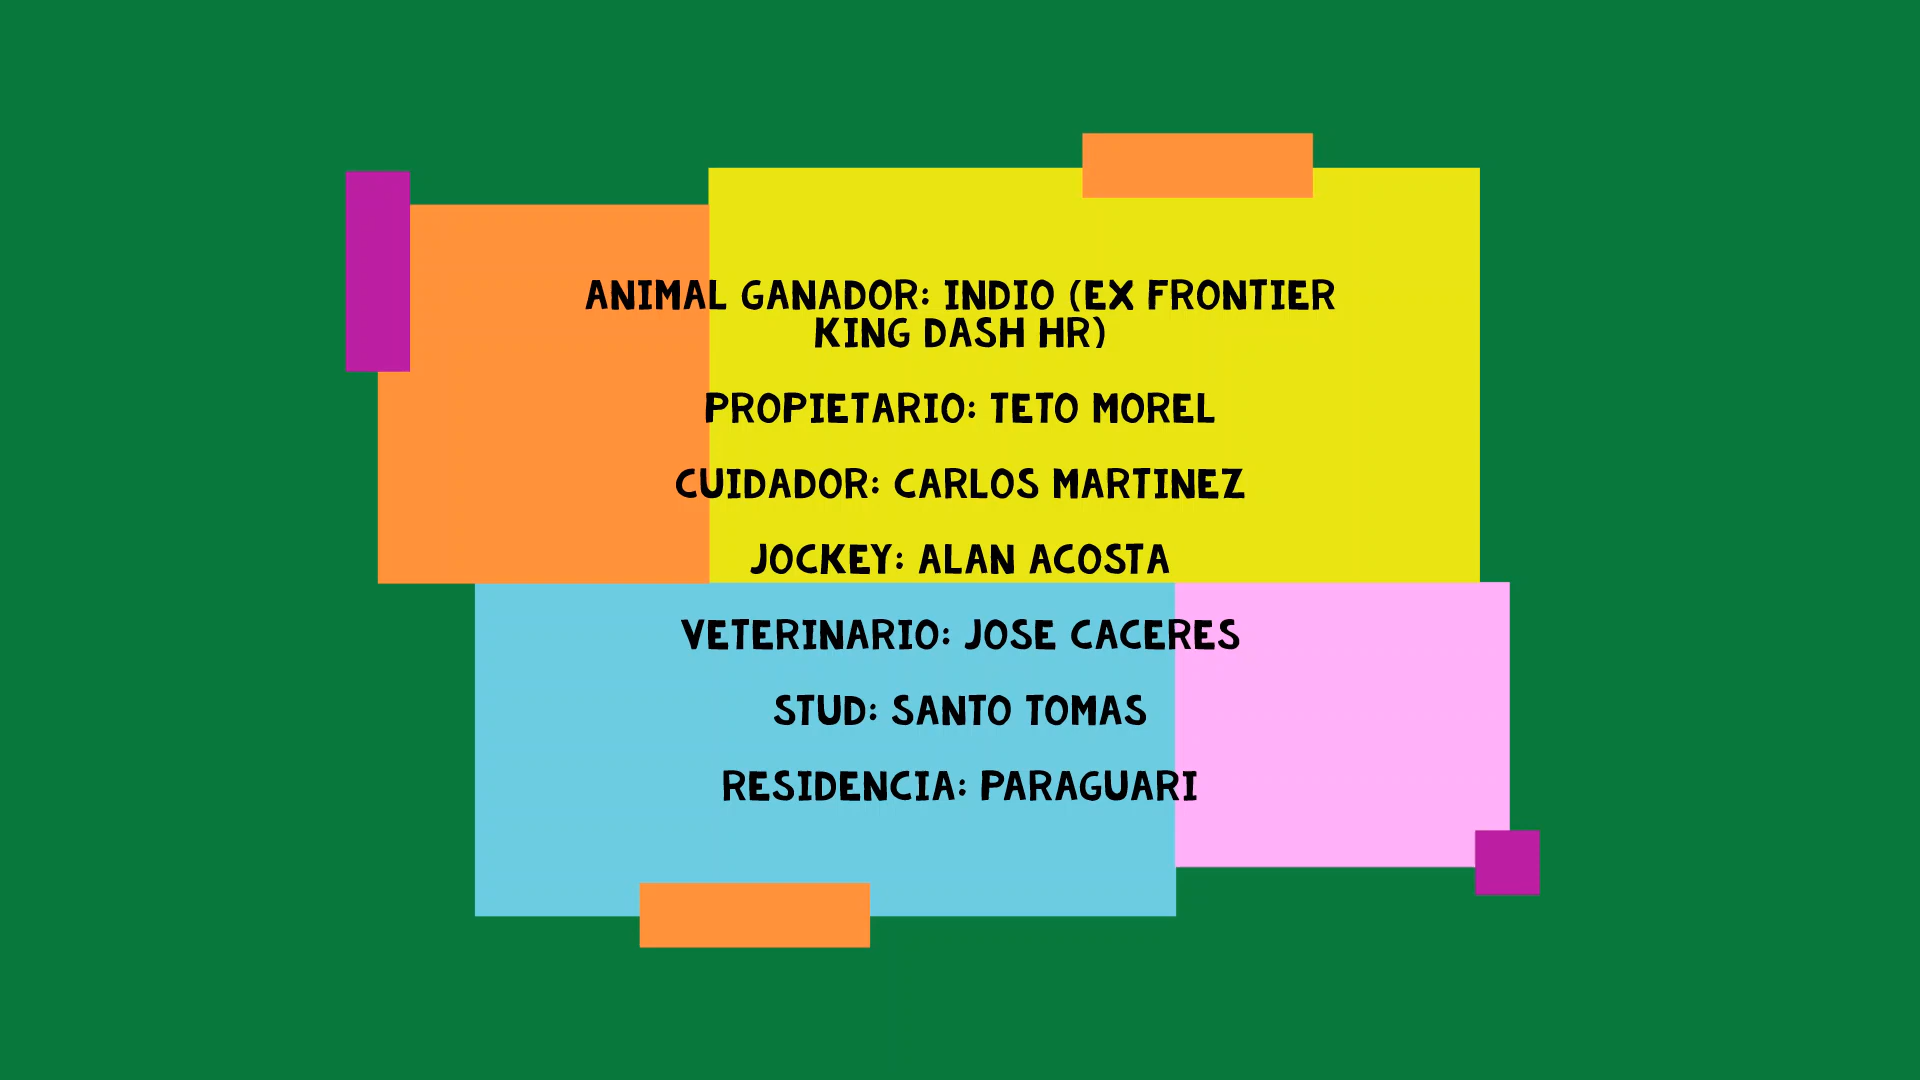 ANIMAL GANADOR: INDIO (EX FRONTIER
KING DASH HR)
PROPIETARIO: TETO MOREL
CUIDADOR: CARLOS MARTINEZ
JOCKEY: ALAN ACOSTA
VETERINARIO: JOSE CACERES
STUD: SANTO TOMAS
RESIDENCIA: PARAGUARI